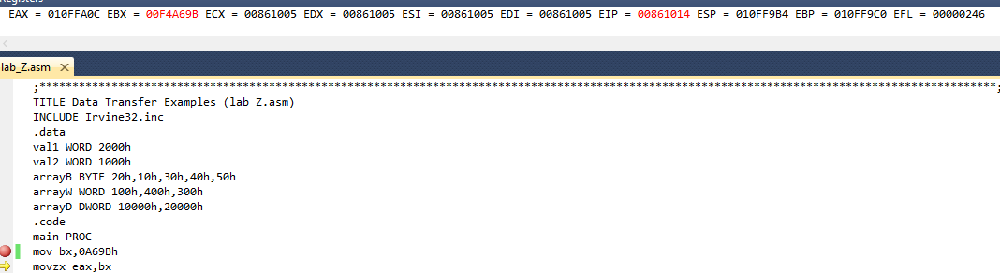 Registers
EAX = 010FFA0C EBX = 00F4A69B ECX = 00861005 EDX = 00861005 ESI = 00861005 EDI = 00861005 EIP = 00861014 ESP = 010FF9B4 EBP = 010FF9C0 EFL = 00000246
lab_Z.asm
;**************************************************************************************************************************************************;
TITLE Data Transfer Examples (lab_Z.asm)
INCLUDE Irvine32.inc
.data
val1 WORD 2000h
val2 WORD 1000h
arrayB BYTE 20h,10h,30h,40h,50h
arrayW WORD 100h,400h,300h
arrayD DWORD 10000h,20000h
.code
main PROC
mov bx,0A69Bh
movzx eax,bx